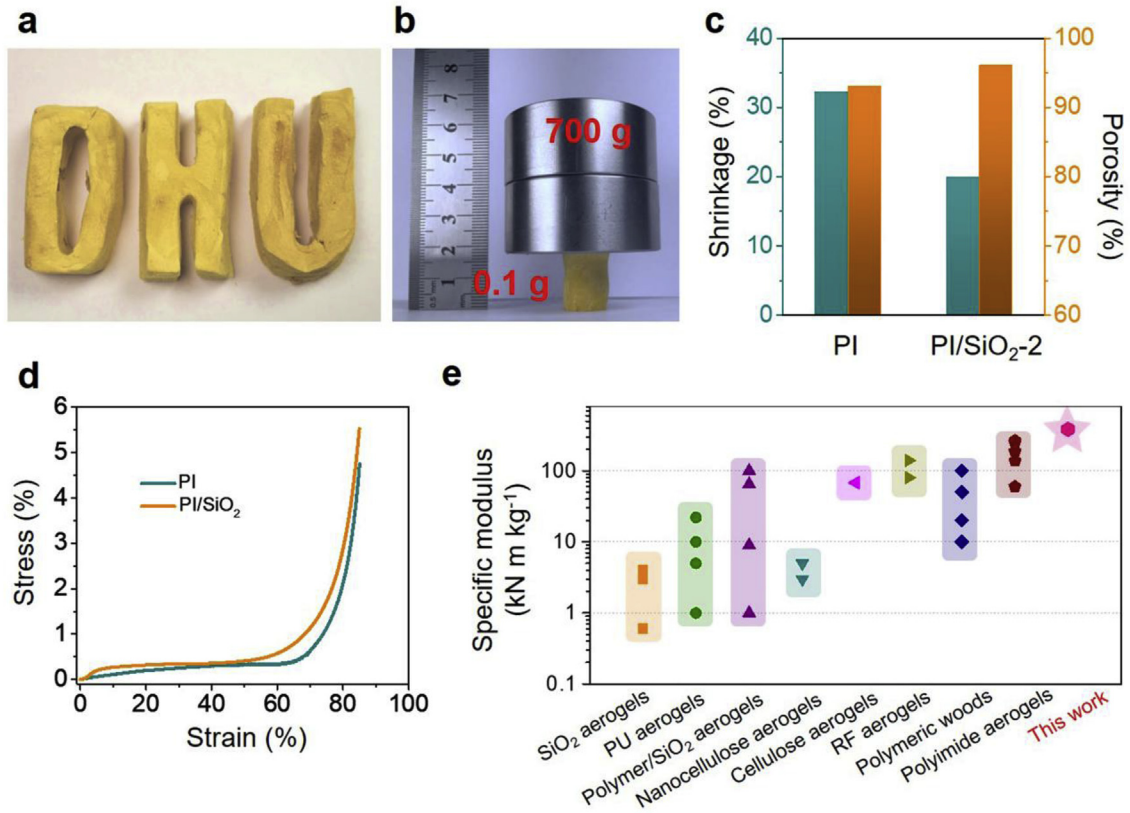 a
DHU
b
8
7
6
5
4
3
2
1
700 g
0.1 g
c
Shrinkage (%)
40
30
20
10
0
Porosity (%)
100
90
80
70
60
PI
PI/SiO₂-2
d
Stress (%)
6
5
4
3
2
1
0
PI
PI/SiO₂
0
20
40
60
80
100
Strain (%)
e
Specific modulus
(kN m kg⁻¹)
100
10
1
0.1
SiO₂ aerogels
PU aerogels
Polymer/SiO₂ aerogels
Nanocellulose aerogels
Cellulose aerogels
RF aerogels
Polymeric woods
Polyimide aerogels
This work